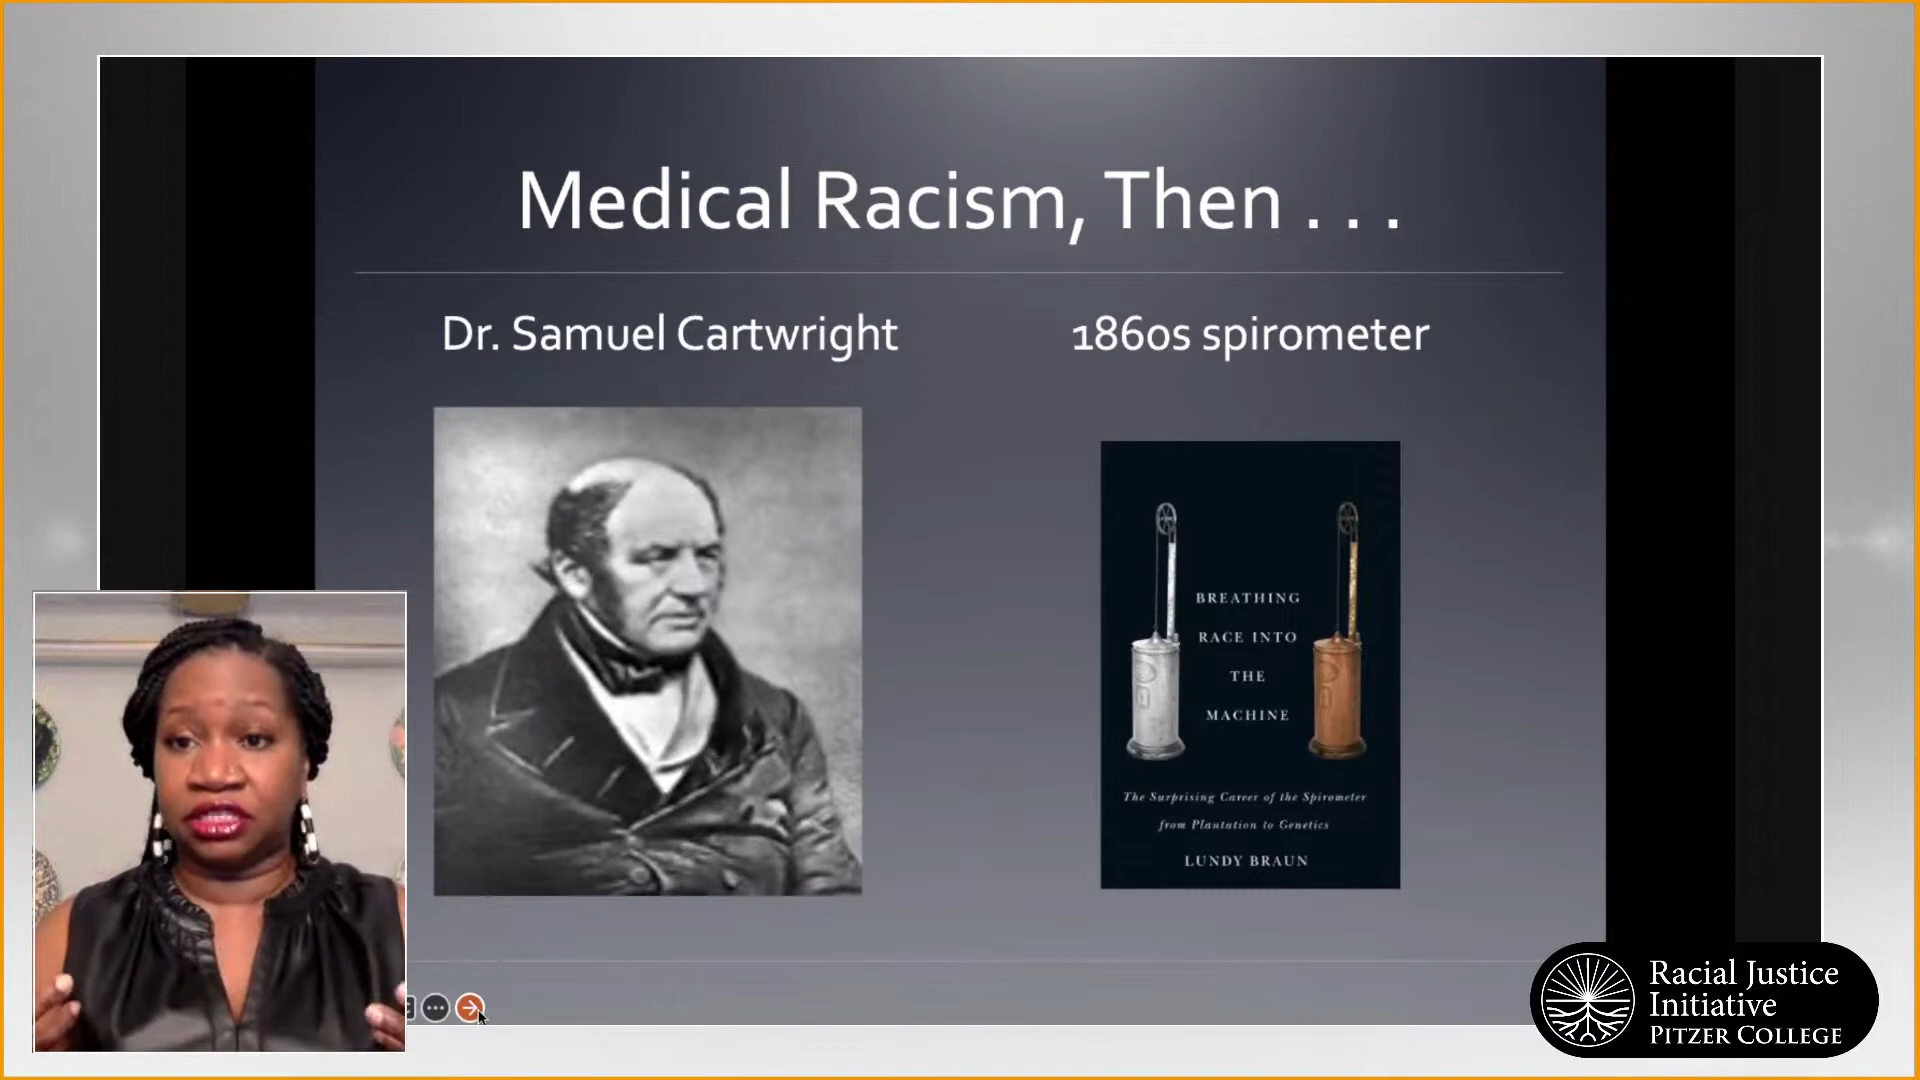 Medical Racism, Then . . .
Dr. Samuel Cartwright
1860s spirometer
BREATHING
RACE INTO
THE
MACHINE
The Surprising Career of the Spirometer
from Plantation to Genetics
LUNDY BRAUN
Racial Justice
Initiative
PITZER COLLEGE